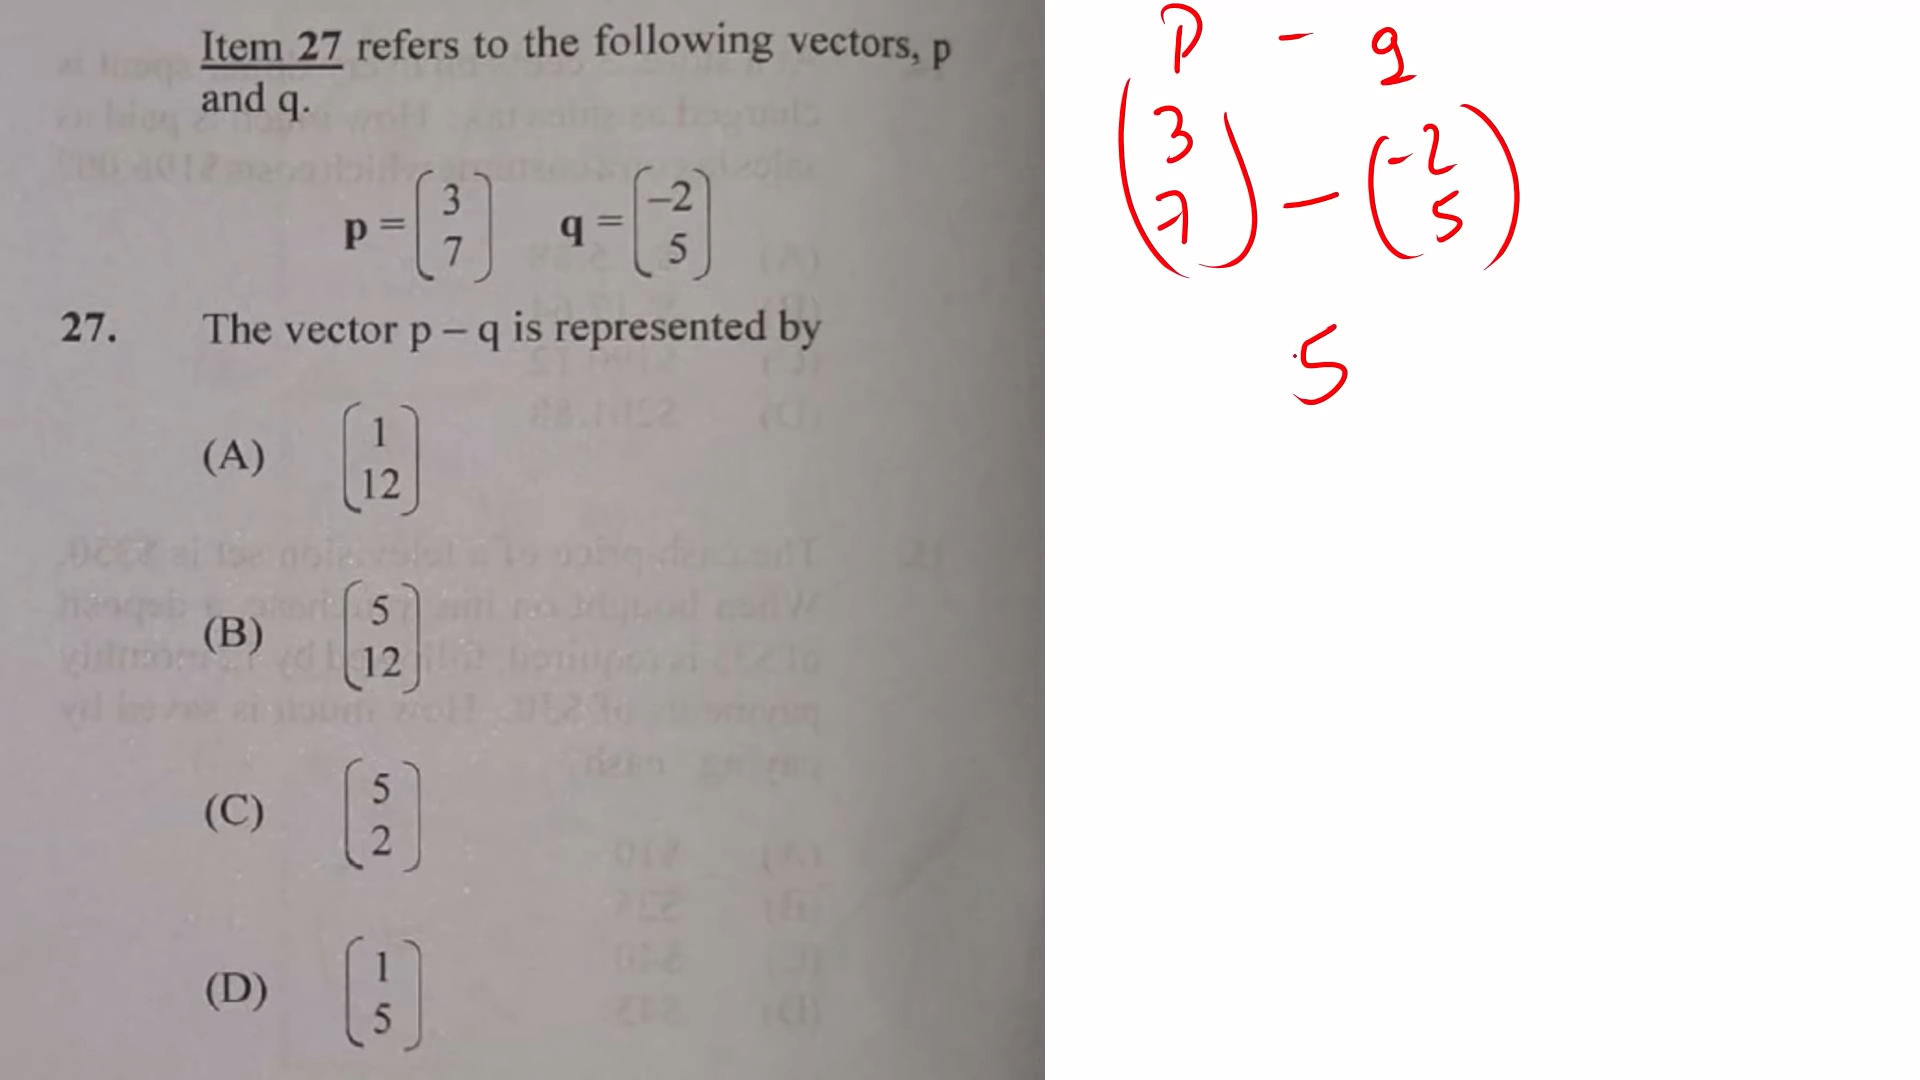 Item 27 refers to the following vectors, p
and q.
p = (3 7) q = (–2 5)
27. The vector p – q is represented by
(A) (1 12)
(B) (5 12)
(C) (5 2)
(D) (1 5)
p - q
(3 7) - (-2 5)
5